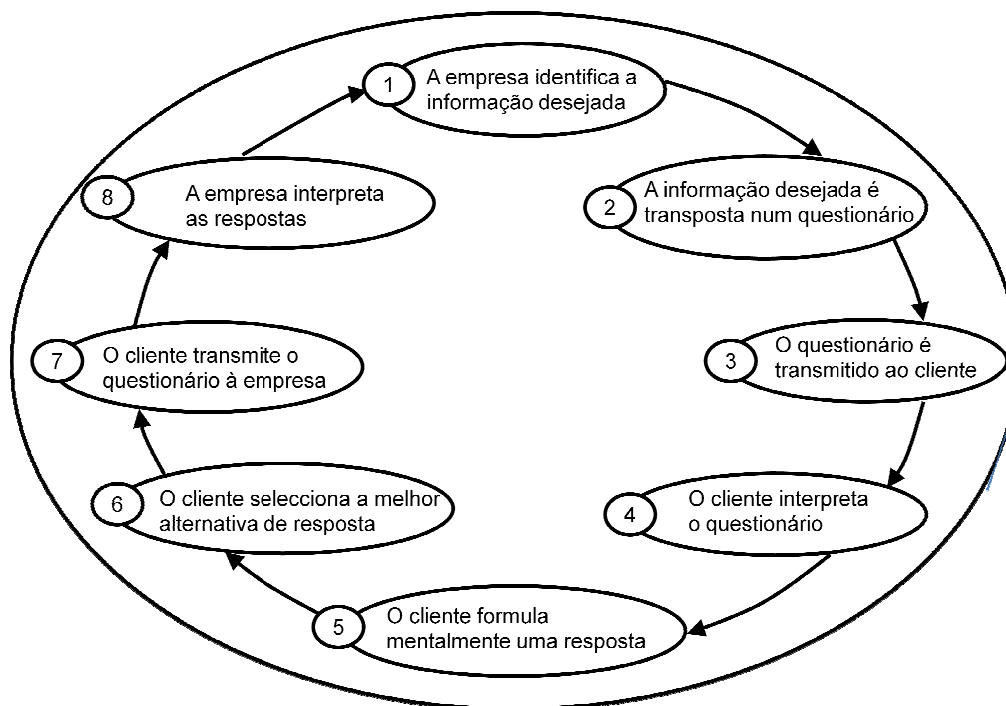 1
A empresa identifica a
informação desejada
2
A informação desejada é
transposta num questionário
3
O questionário é
transmitido ao cliente
4
O cliente interpreta
o questionário
5
O cliente formula
mentalmente uma resposta
6
O cliente selecciona a melhor
alternativa de resposta
7
O cliente transmite o
questionário à empresa
8
A empresa interpreta
as respostas